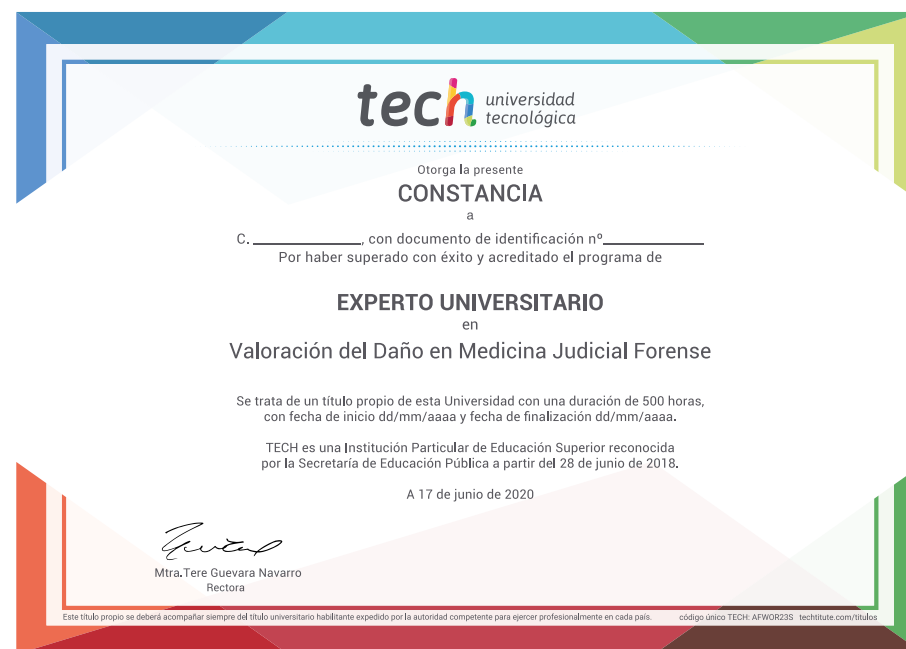 tech universidad
tecnológica
Otorga la presente
CONSTANCIA
a
C. ____________, con documento de identificación nº____________
Por haber superado con éxito y acreditado el programa de
EXPERTO UNIVERSITARIO
en
Valoración del Daño en Medicina Judicial Forense
Se trata de un título propio de esta Universidad con una duración de 500 horas,
con fecha de inicio dd/mm/aaaa y fecha de finalización dd/mm/aaaa.
TECH es una Institución Particular de Educación Superior reconocida
por la Secretaría de Educación Pública a partir del 28 de junio de 2018.
A 17 de junio de 2020
Mtra.Tere Guevara Navarro
Rectora
Este título propio se deberá acompañar siempre del título universitario habilitante expedido por la autoridad competente para ejercer profesionalmente en cada país. código único TECH: AFWOR23S techtitute.com/titulos